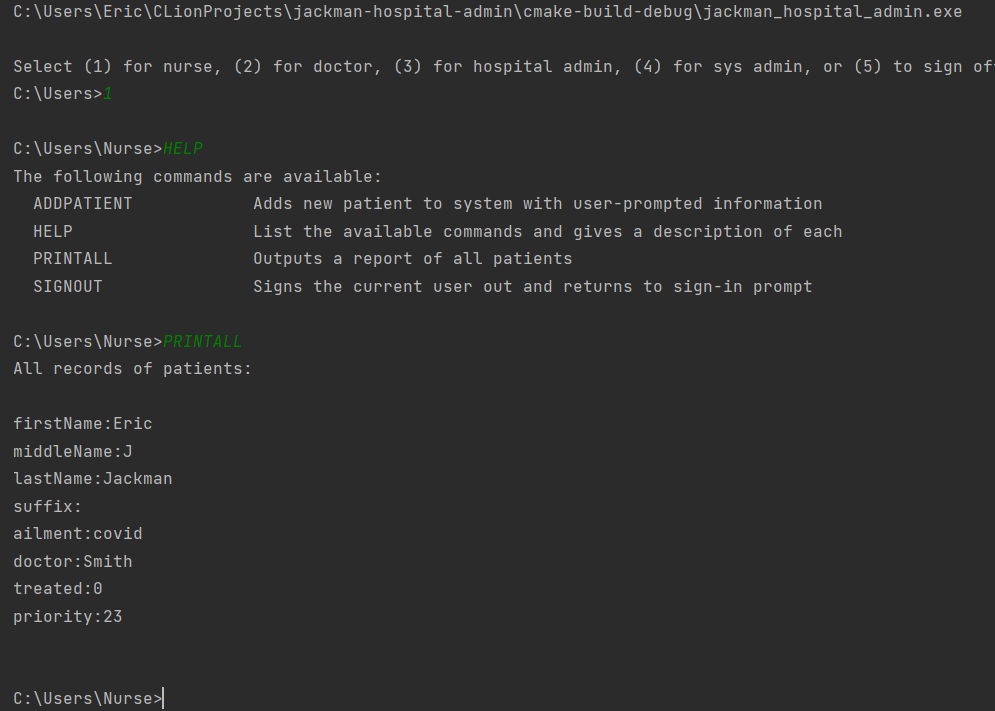 C:\Users\Eric\CLionProjects\jackman-hospital-admin\cmake-build-debug\jackman_hospital_admin.exe
Select (1) for nurse, (2) for doctor, (3) for hospital admin, (4) for sys admin, or (5) to sign of
C:\Users>1
C:\Users\Nurse>HELP
The following commands are available:
ADDPATIENT Adds new patient to system with user-prompted information
HELP List the available commands and gives a description of each
PRINTALL Outputs a report of all patients
SIGNOUT Signs the current user out and returns to sign-in prompt
C:\Users\Nurse>PRINTALL
All records of patients:
firstName:Eric
middleName:J
lastName:Jackman
suffix:
ailment:covid
doctor:Smith
treated:0
priority:23
C:\Users\Nurse>